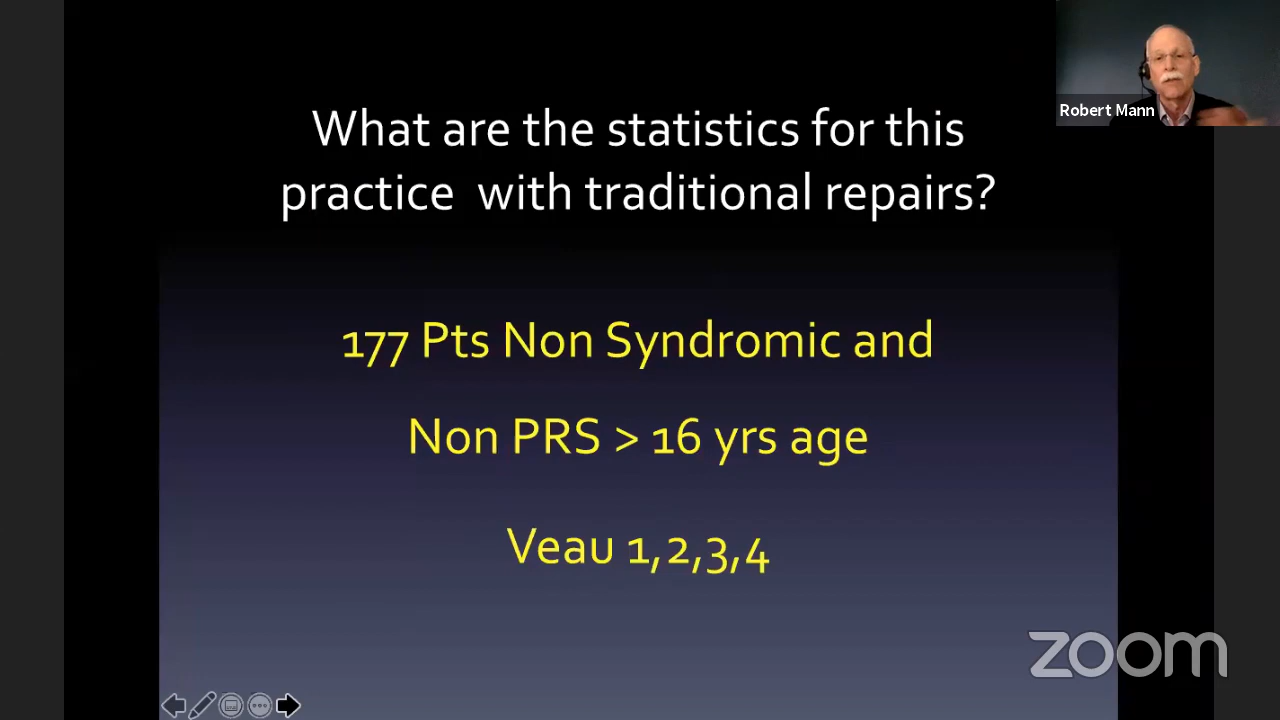 What are the statistics for this
practice with traditional repairs?
Robert Mann
177 Pts Non Syndromic and
Non PRS > 16 yrs age
Veau 1,2,3,4
zoom